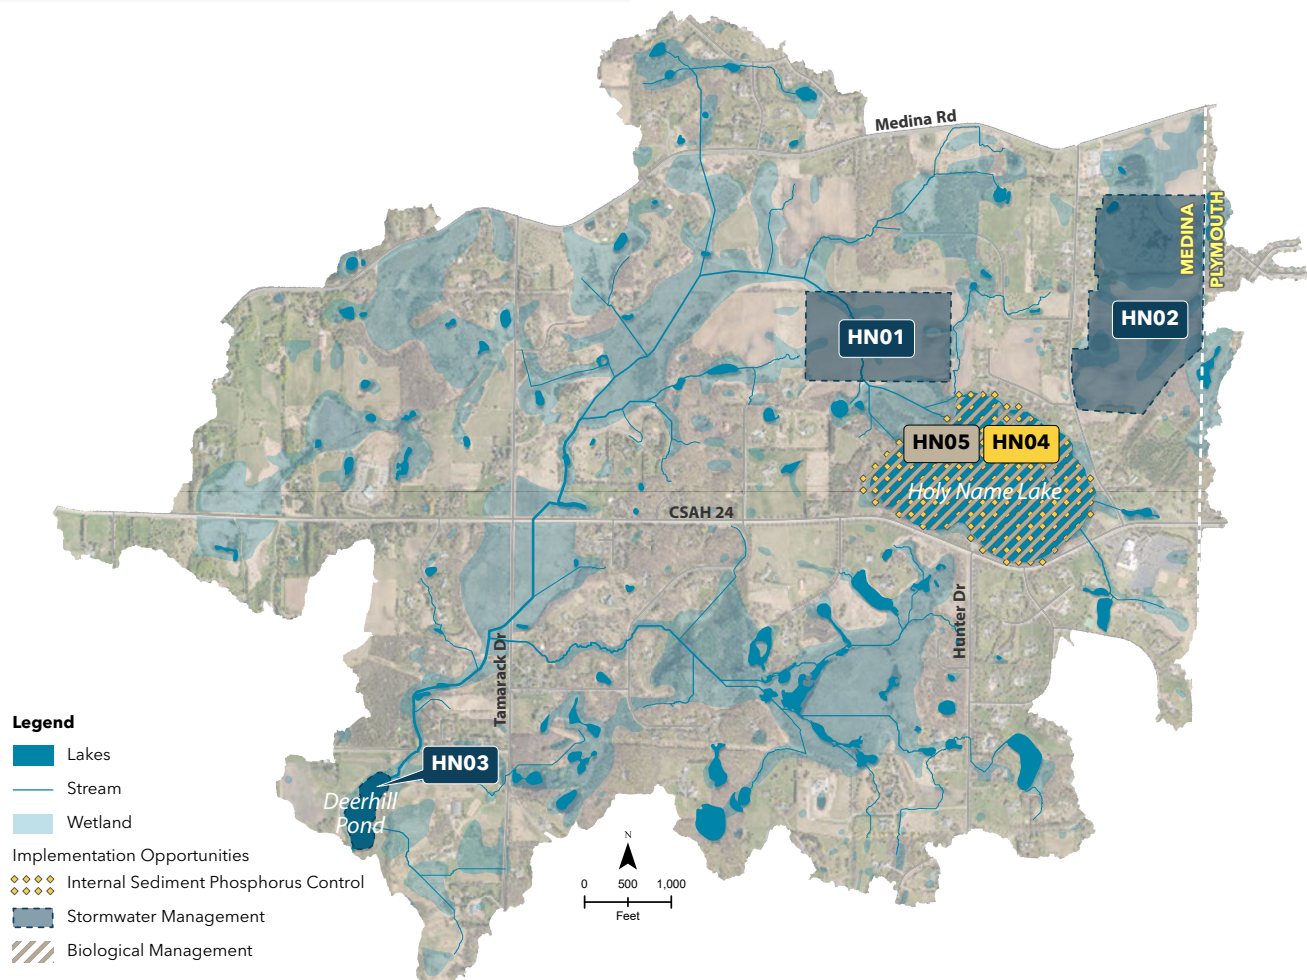 Medina Rd
MEDINA
PLYMOUTH
HN02
HN01
HN05
HN04
Holy Name Lake
CSAH 24
Hunter Dr
Tamarack Dr
HN03
Deerhill
Pond
Legend
Lakes
Stream
Wetland
Implementation Opportunities
Internal Sediment Phosphorus Control
Stormwater Management
Biological Management
N
0 500 1,000
Feet